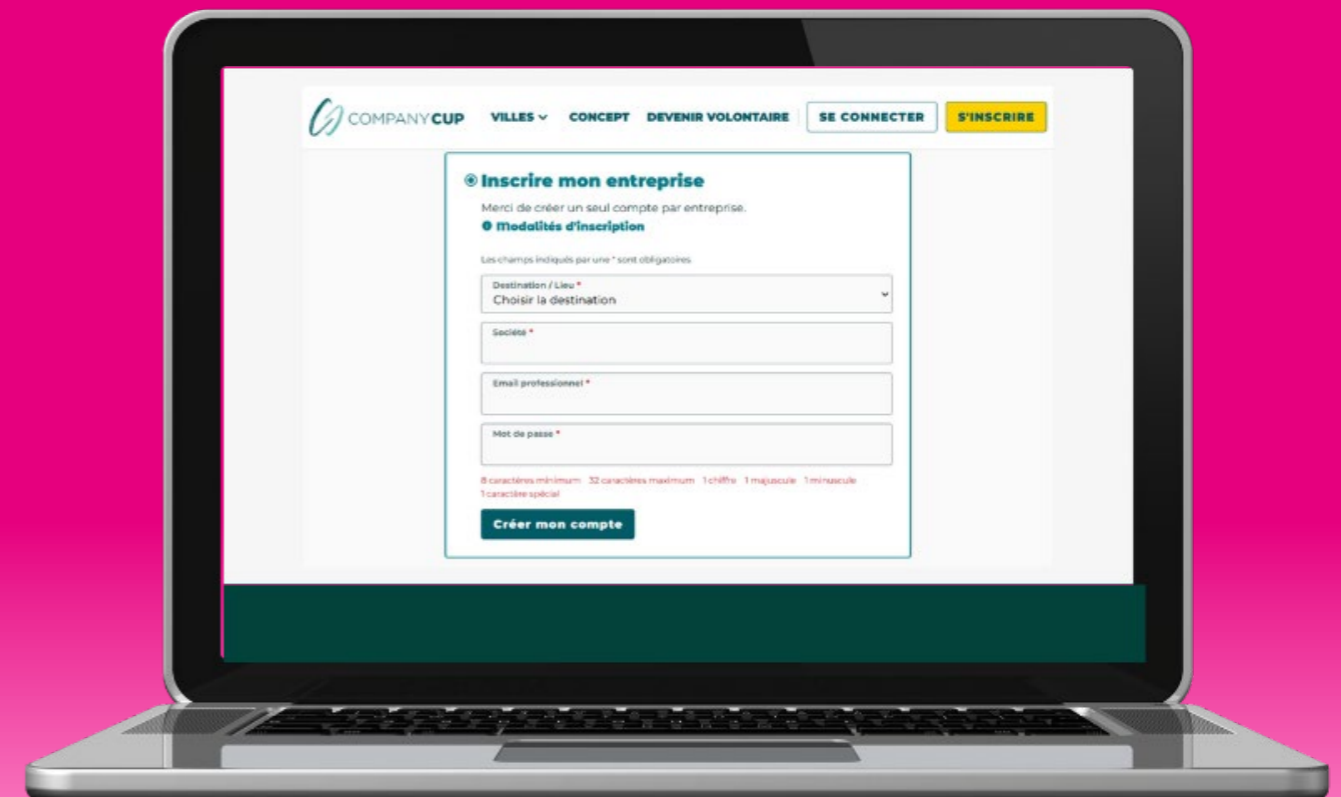 COMPANYCUP VILLES CONCEPT DEVENIR VOLONTAIRE SE CONNECTER S'INSCRIRE
Inscrire mon entreprise
Merci de créer un seul compte par entreprise.
Modalités d'inscription
Les champs indiqués par une * sont obligatoires
Destination / Lieu *
Choisir la destination
Société *
Email professionnel *
Mot de passe *
8 caractères minimum 32 caractères maximum 1 chiffre 1 majuscule 1 minuscule
1 caractère spécial
Créer mon compte